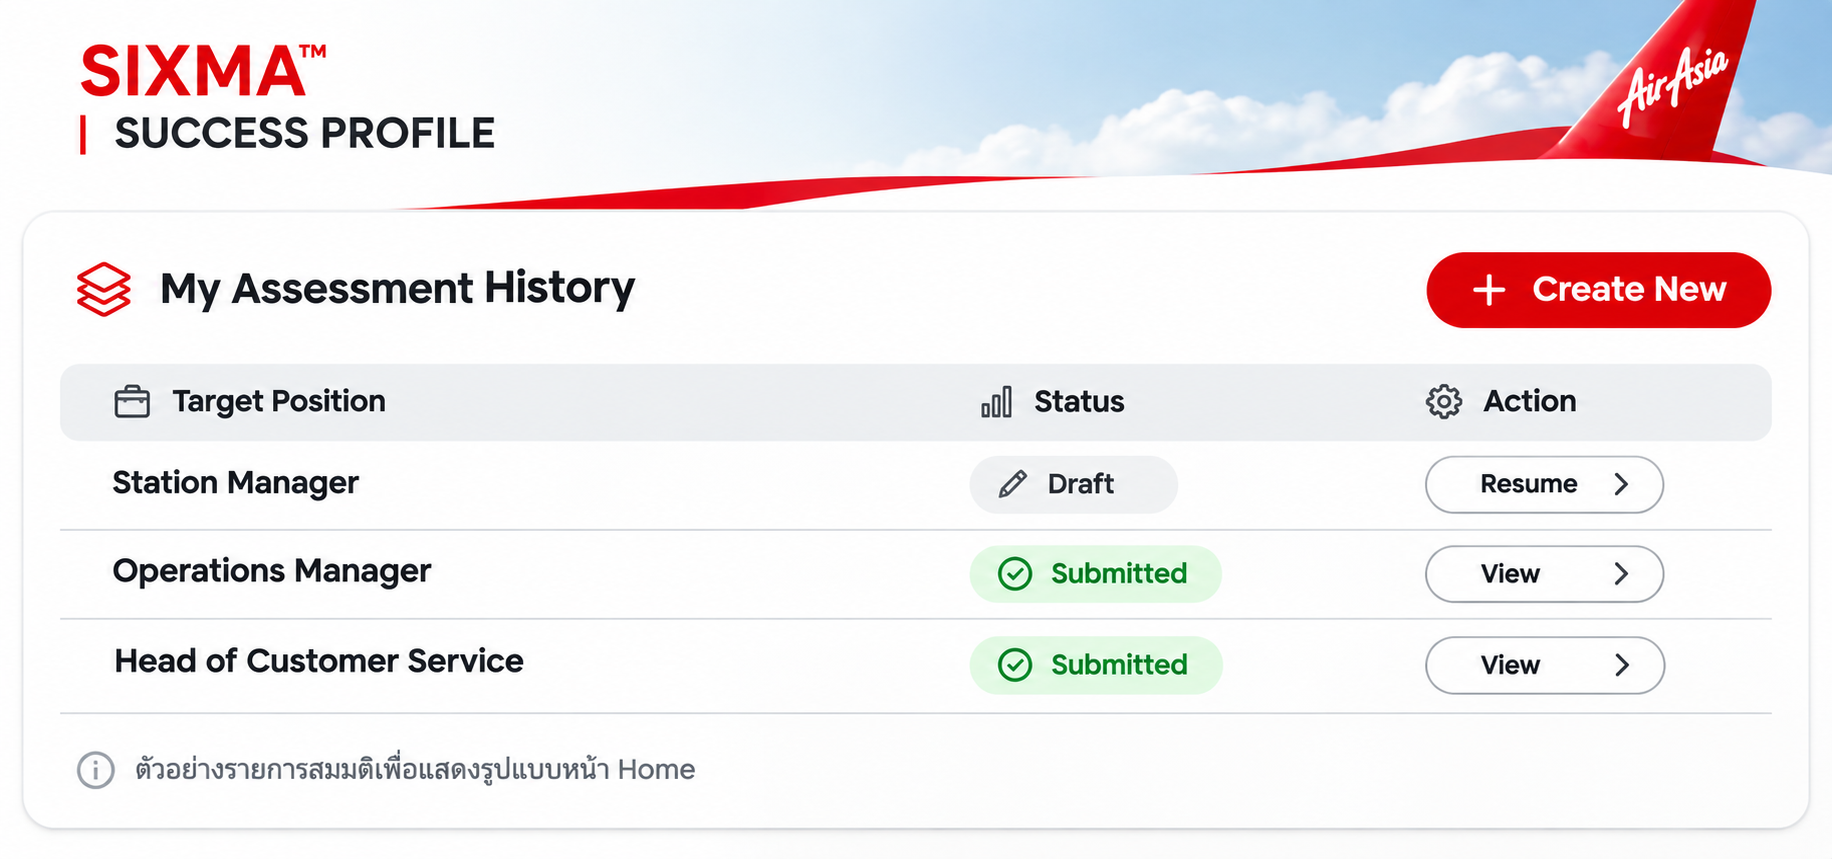 SIXMA™
| SUCCESS PROFILE
AirAsia
My Assessment History
+ Create New
Target Position Status Action
Station Manager Draft Resume >
Operations Manager Submitted View >
Head of Customer Service Submitted View >
ตัวอย่างรายการสมมติเพื่อแสดงรูปแบบหน้า Home